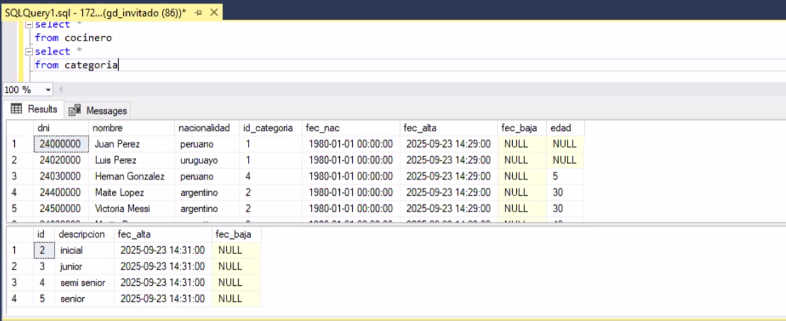 SQLQuery1.sql - 172...(gd_invitado (86))*
select *
from cocinero
select *
from categoria
100 %
Results Messages
dni nombre nacionalidad id_categoria fec_nac fec_alta fec_baja edad
1 24000000 Juan Perez peruano 1 1980-01-01 00:00:00 2025-09-23 14:29:00 NULL NULL
2 24020000 Luis Perez uruguayo 1 1980-01-01 00:00:00 2025-09-23 14:29:00 NULL NULL
3 24030000 Hernan Gonzalez peruano 4 1980-01-01 00:00:00 2025-09-23 14:29:00 NULL 5
4 24400000 Maite Lopez argentino 2 1980-01-01 00:00:00 2025-09-23 14:29:00 NULL 30
5 24500000 Victoria Messi argentino 2 1980-01-01 00:00:00 2025-09-23 14:29:00 NULL 30
id descripcion fec_alta fec_baja
1 2 inicial 2025-09-23 14:31:00 NULL
2 3 junior 2025-09-23 14:31:00 NULL
3 4 semi senior 2025-09-23 14:31:00 NULL
4 5 senior 2025-09-23 14:31:00 NULL